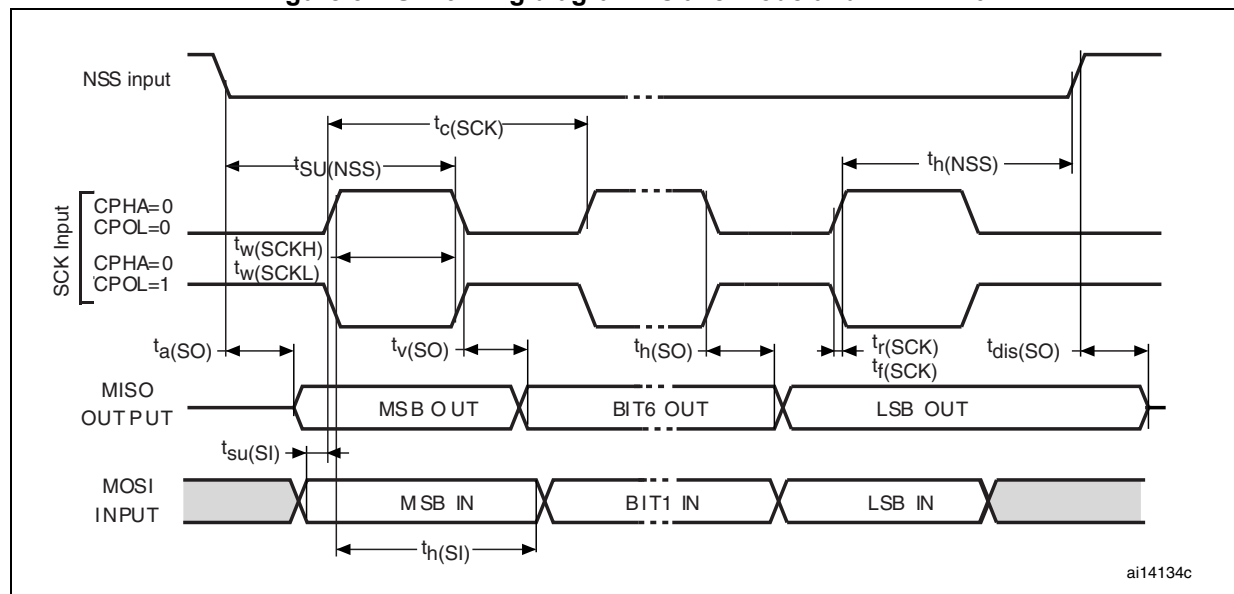 NSS input
tc(SCK)
tSU(NSS)
th(NSS)
SCK Input
CPHA=0
CPOL=0
tw(SCKH)
CPHA=0
tw(SCKL)
CPOL=1
ta(SO)
tv(SO)
th(SO)
tr(SCK)
tf(SCK)
tdis(SO)
MISO
OUTPUT
MSB OUT
BIT6 OUT
LSB OUT
tsu(SI)
MOSI
INPUT
MSB IN
BIT1 IN
LSB IN
th(SI)
ai14134c